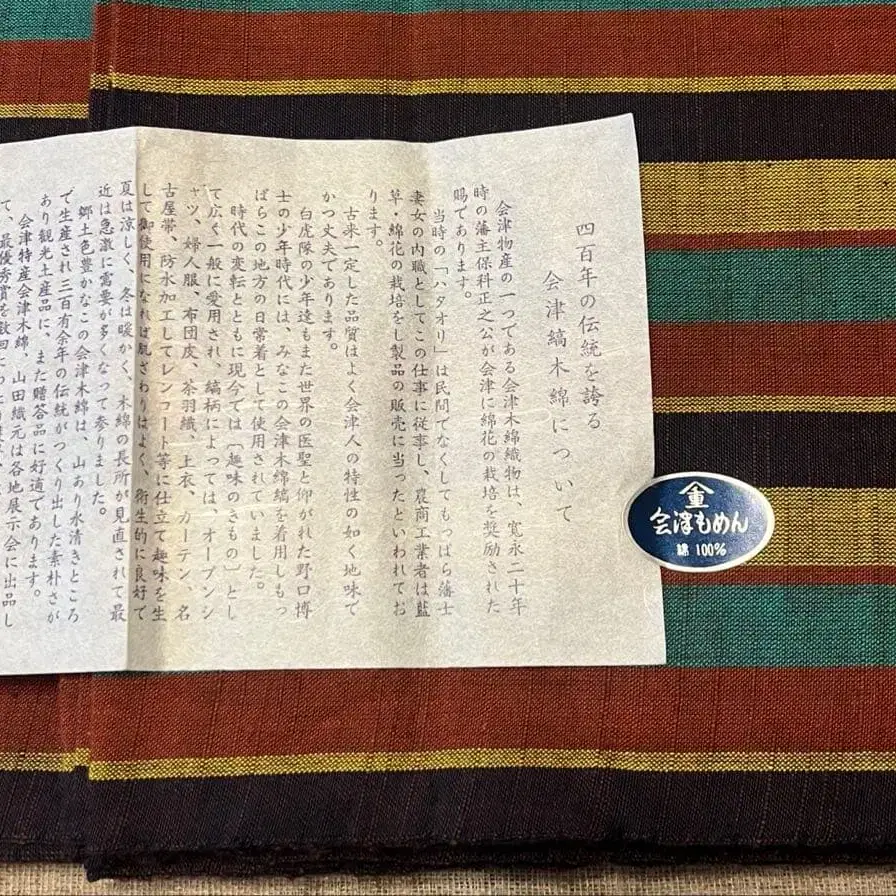 四百年の伝統を誇る
会津縞木綿について
会津物産の一つである会津木綿織物は、寛永二十年
時の藩主保科正之公が会津に綿花の栽培を奨励された
賜であります。
当時の「ハタオリ」は民間でなくしてもっぱら藩士
妻女の内職としてこの仕事に従事し、農商工業者は藍
草・綿花の栽培をし製品の販売に当ったといわれてお
ります。
古来一定した品質はよく会津人の特性の如く地味で
かつ丈夫であります。
白虎隊の少年達もまた世界の医聖と仰がれた野口博
士の少年時代には、みなこの会津木綿縞を着用しもっ
ぱらこの地方の日常着として使用されていました。
時代の変転とともに現今では〔趣味のきもの〕とし
て広く一般に愛用され、縞柄によっては、オープンシ
ャツ、婦人服、布団皮、茶羽織、上衣、カーテン、名
古屋帯、防水加工してレンコート等に仕立て趣味を生
して御使用になれば肌ざわりはよく、衛生的に良好で
夏は涼しく、冬は暖かく、木綿の長所が見直されて最
近は急激に需要が多くなって参りました。
郷土色豊かなこの会津木綿は、山あり水清きところ
で生産され三百有余年の伝統がつくり出した素朴さが
あり観光土産品に、また贈答品に好適であります。
会津特産会津木綿、山田織元は各地展示会に出品し
て、最優秀賞を数回
重
会津もめん
綿 100%